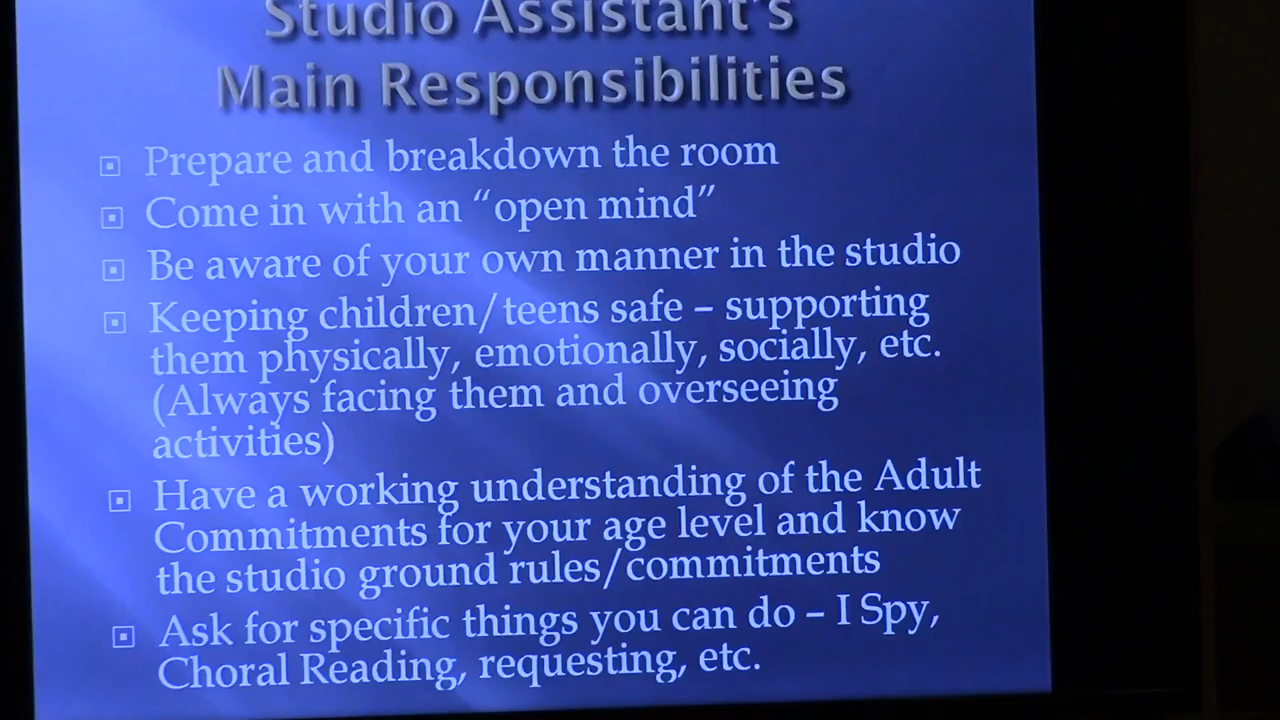 Studio Assistant's
Main Responsibilities
Prepare and breakdown the room
Come in with an “open mind”
Be aware of your own manner in the studio
Keeping children/teens safe – supporting
them physically, emotionally, socially, etc.
(Always facing them and overseeing
activities)
Have a working understanding of the Adult
Commitments for your age level and know
the studio ground rules/commitments
Ask for specific things you can do – I Spy,
Choral Reading, requesting, etc.